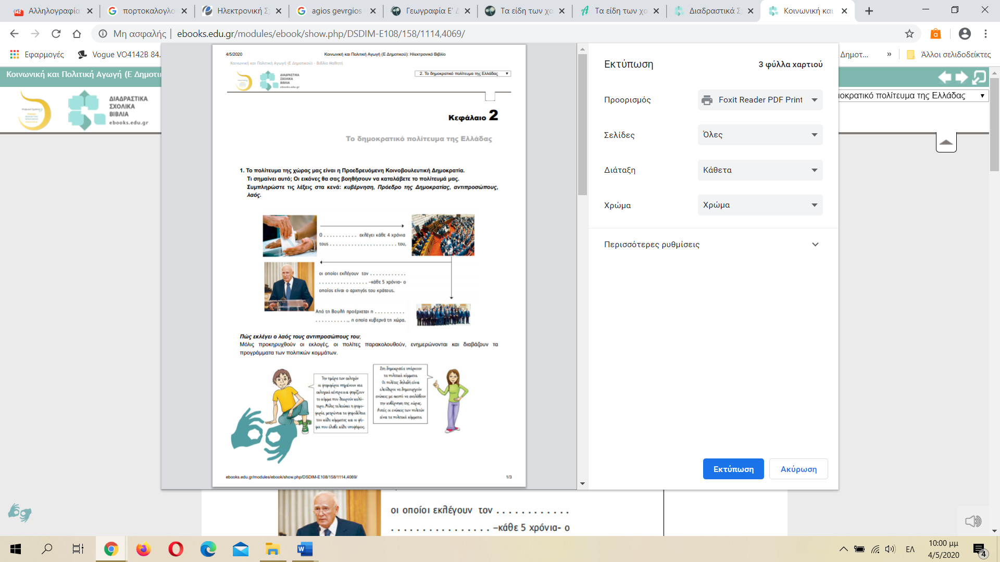 Αλληλογραφία
πορτοκαλογλο
Ηλεκτρονική Σχ
agios gevrgios
Γεωγραφία Ε΄ Δ
Τα είδη των χα
Τα είδη των χα
Διαδραστικά Σχ
Κοινωνική και
Μη ασφαλής | ebooks.edu.gr/modules/ebook/show.php/DSDIM-E108/158/1114,4069/
Εφαρμογές
Vogue VO4142B 84.
Δημοτ...
»
Άλλοι σελιδοδείκτες
Κοινωνική και Πολιτική Αγωγή (Ε Δημοτι
ΔΙΑΔΡΑΣΤΙΚΑ
ΣΧΟΛΙΚΑ
ΒΙΒΛΙΑ
ebooks.edu.gr
μοκρατικό πολίτευμα της Ελλάδας
4/5/2020
Κοινωνική και Πολιτική Αγωγή (Ε Δημοτικού): Ηλεκτρονικό Βιβλίο
Κοινωνική και Πολιτική Αγωγή (Ε Δημοτικού) - Βιβλίο Μαθητή
ΔΙΑΔΡΑΣΤΙΚΑ
ΣΧΟΛΙΚΑ
ΒΙΒΛΙΑ
ebooks.edu.gr
2. Το δημοκρατικό πολίτευμα της Ελλάδας
Κεφάλαιο 2
Το δημοκρατικό πολίτευμα της Ελλάδας
1. Το πολίτευμα της χώρας μας είναι η Προεδρευόμενη Κοινοβουλευτική Δημοκρατία.
Τι σημαίνει αυτό; Οι εικόνες θα σας βοηθήσουν να καταλάβετε το πολίτευμά μας.
Συμπληρώστε τις λέξεις στα κενά: κυβέρνηση, Πρόεδρο της Δημοκρατίας, αντιπροσώπους,
λαός.
Ο . . . . . . . . . . . εκλέγει κάθε 4 χρόνια
τους . . . . . . . . . . . . . . . . . . . . . . του,
οι οποίοι εκλέγουν τον . . . . . . . . . . . .
. . . . . . . . . . . . . . . . –κάθε 5 χρόνια- ο
οποίος είναι ο αρχηγός του κράτους.
Από τη Βουλή προέρχεται η . . . . . . . . . .
. . . . . . . . . . ., η οποία κυβερνά τη χώρα.
Πώς εκλέγει ο λαός τους αντιπροσώπους του;
Μόλις προκηρυχθούν οι εκλογές, οι πολίτες παρακολουθούν, ενημερώνονται και διαβάζουν τα
προγράμματα των πολιτικών κομμάτων.
Την ημέρα των εκλογών
οι ψηφοφόροι πηγαίνουν στα
εκλογικά κέντρα και ψηφίζουν
το κόμμα που θεωρούν καλύ-
τερο. Μόλις τελειώσει η ψηφο-
φορία, μετρώνται τα ψηφοδέλτια
του κάθε κόμματος και οι ψή-
φοι που έλαβε κάθε υποψήφιος.
Στη δημοκρατία υπάρχουν
τα πολιτικά κόμματα.
Οι πολίτες δηλαδή είναι
ελεύθεροι να δημιουργούν
ενώσεις με σκοπό να αναλάβουν
την κυβέρνηση της χώρας.
Αυτές οι ενώσεις των πολιτών
είναι τα πολιτικά κόμματα.
ebooks.edu.gr/modules/ebook/show.php/DSDIM-E108/158/1114,4069/
1/3
Εκτύπωση
3 φύλλα χαρτιού
Προορισμός
Foxit Reader PDF Print
Σελίδες
Όλες
Διάταξη
Κάθετα
Χρώμα
Χρώμα
Περισσότερες ρυθμίσεις
Εκτύπωση
Ακύρωση
οι οποίοι εκλέγουν τον . . . . . . . . . . . .
. . . . . . . . . . . . . . . . –κάθε 5 χρόνια- ο
ΕΛ
10:00 μμ
4/5/2020
4